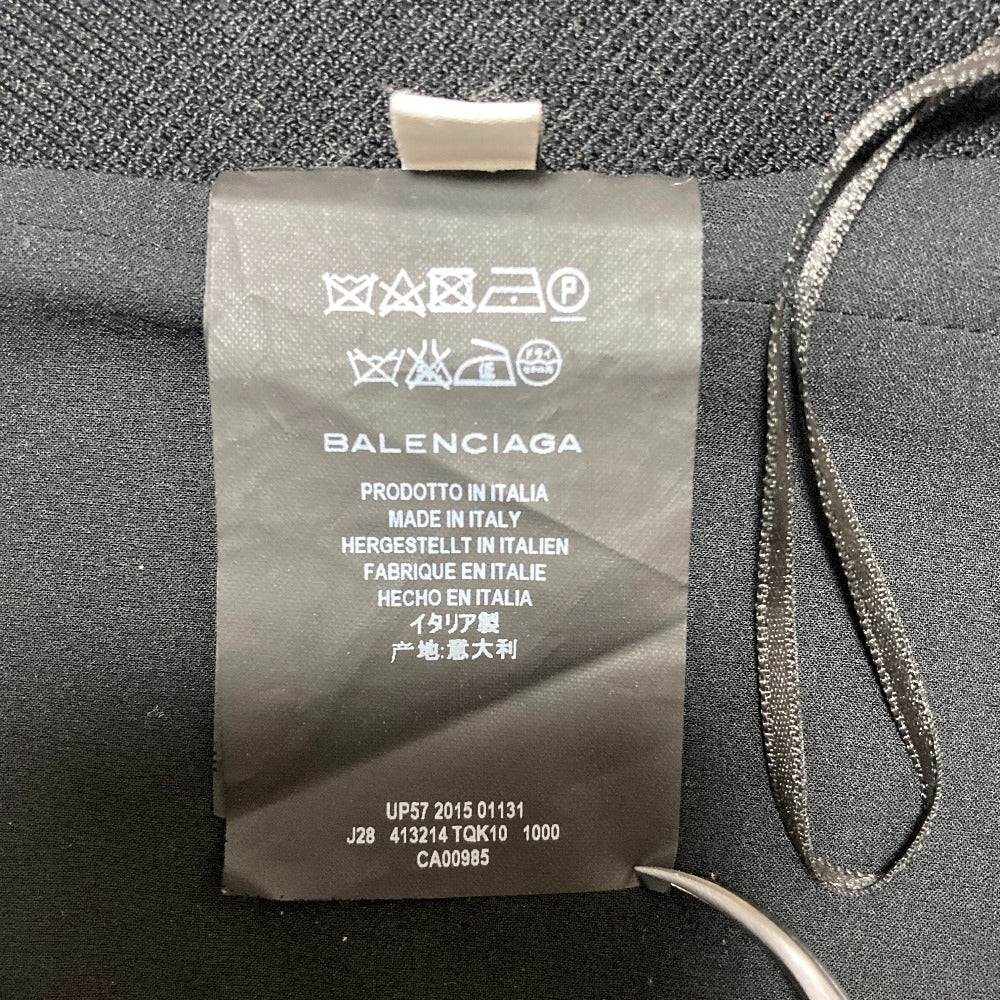 P
BALENCIAGA
PRODOTTO IN ITALIA
MADE IN ITALY
HERGESTELLT IN ITALIEN
FABRIQUE EN ITALIE
HECHO EN ITALIA
イタリア製
产地:意大利
UP57 2015 01131
J28 413214 TQK10 1000
CA00985